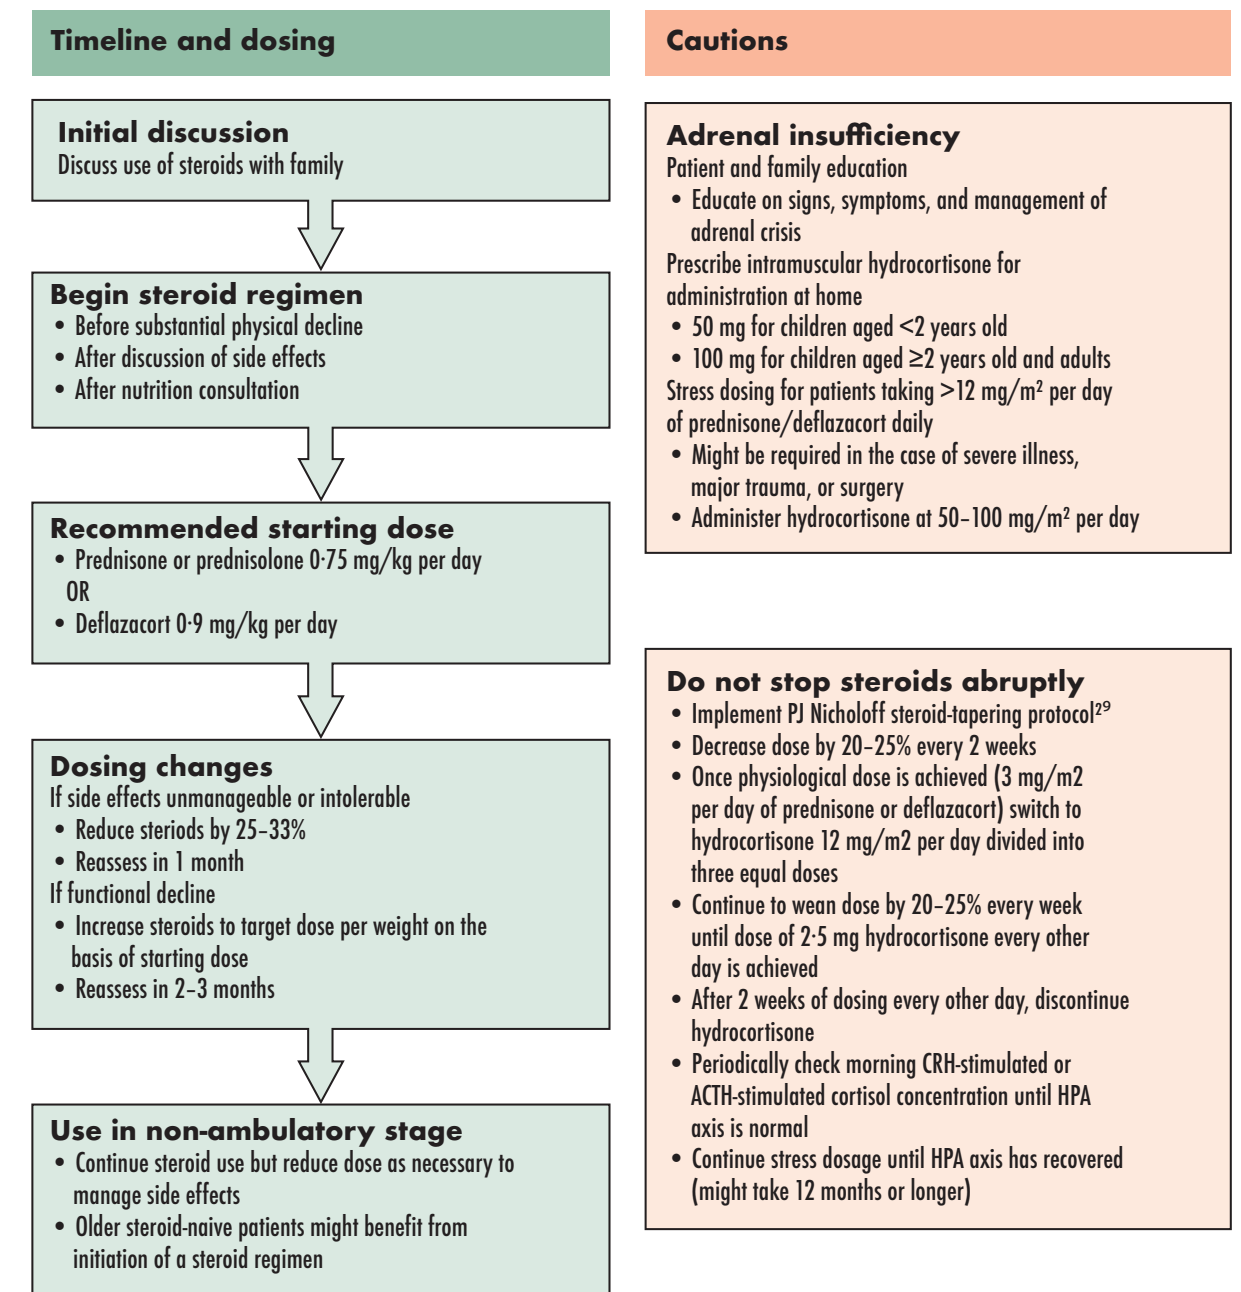 Timeline and dosing
Initial discussion
Discuss use of steroids with family
Begin steroid regimen
• Before substantial physical decline
• After discussion of side effects
• After nutrition consultation
Recommended starting dose
• Prednisone or prednisolone 0·75 mg/kg per day
OR
• Deflazacort 0·9 mg/kg per day
Dosing changes
If side effects unmanageable or intolerable
• Reduce steriods by 25–33%
• Reassess in 1 month
If functional decline
• Increase steroids to target dose per weight on the
basis of starting dose
• Reassess in 2–3 months
Use in non-ambulatory stage
• Continue steroid use but reduce dose as necessary to
manage side effects
• Older steroid-naive patients might benefit from
initiation of a steroid regimen
Cautions
Adrenal insufficiency
Patient and family education
• Educate on signs, symptoms, and management of
adrenal crisis
Prescribe intramuscular hydrocortisone for
administration at home
• 50 mg for children aged <2 years old
• 100 mg for children aged ≥2 years old and adults
Stress dosing for patients taking >12 mg/m² per day
of prednisone/deflazacort daily
• Might be required in the case of severe illness,
major trauma, or surgery
• Administer hydrocortisone at 50–100 mg/m² per day
Do not stop steroids abruptly
• Implement PJ Nicholoff steroid-tapering protocol²⁹
• Decrease dose by 20–25% every 2 weeks
• Once physiological dose is achieved (3 mg/m2
per day of prednisone or deflazacort) switch to
hydrocortisone 12 mg/m2 per day divided into
three equal doses
• Continue to wean dose by 20–25% every week
until dose of 2·5 mg hydrocortisone every other
day is achieved
• After 2 weeks of dosing every other day, discontinue
hydrocortisone
• Periodically check morning CRH-stimulated or
ACTH-stimulated cortisol concentration until HPA
axis is normal
• Continue stress dosage until HPA axis has recovered
(might take 12 months or longer)